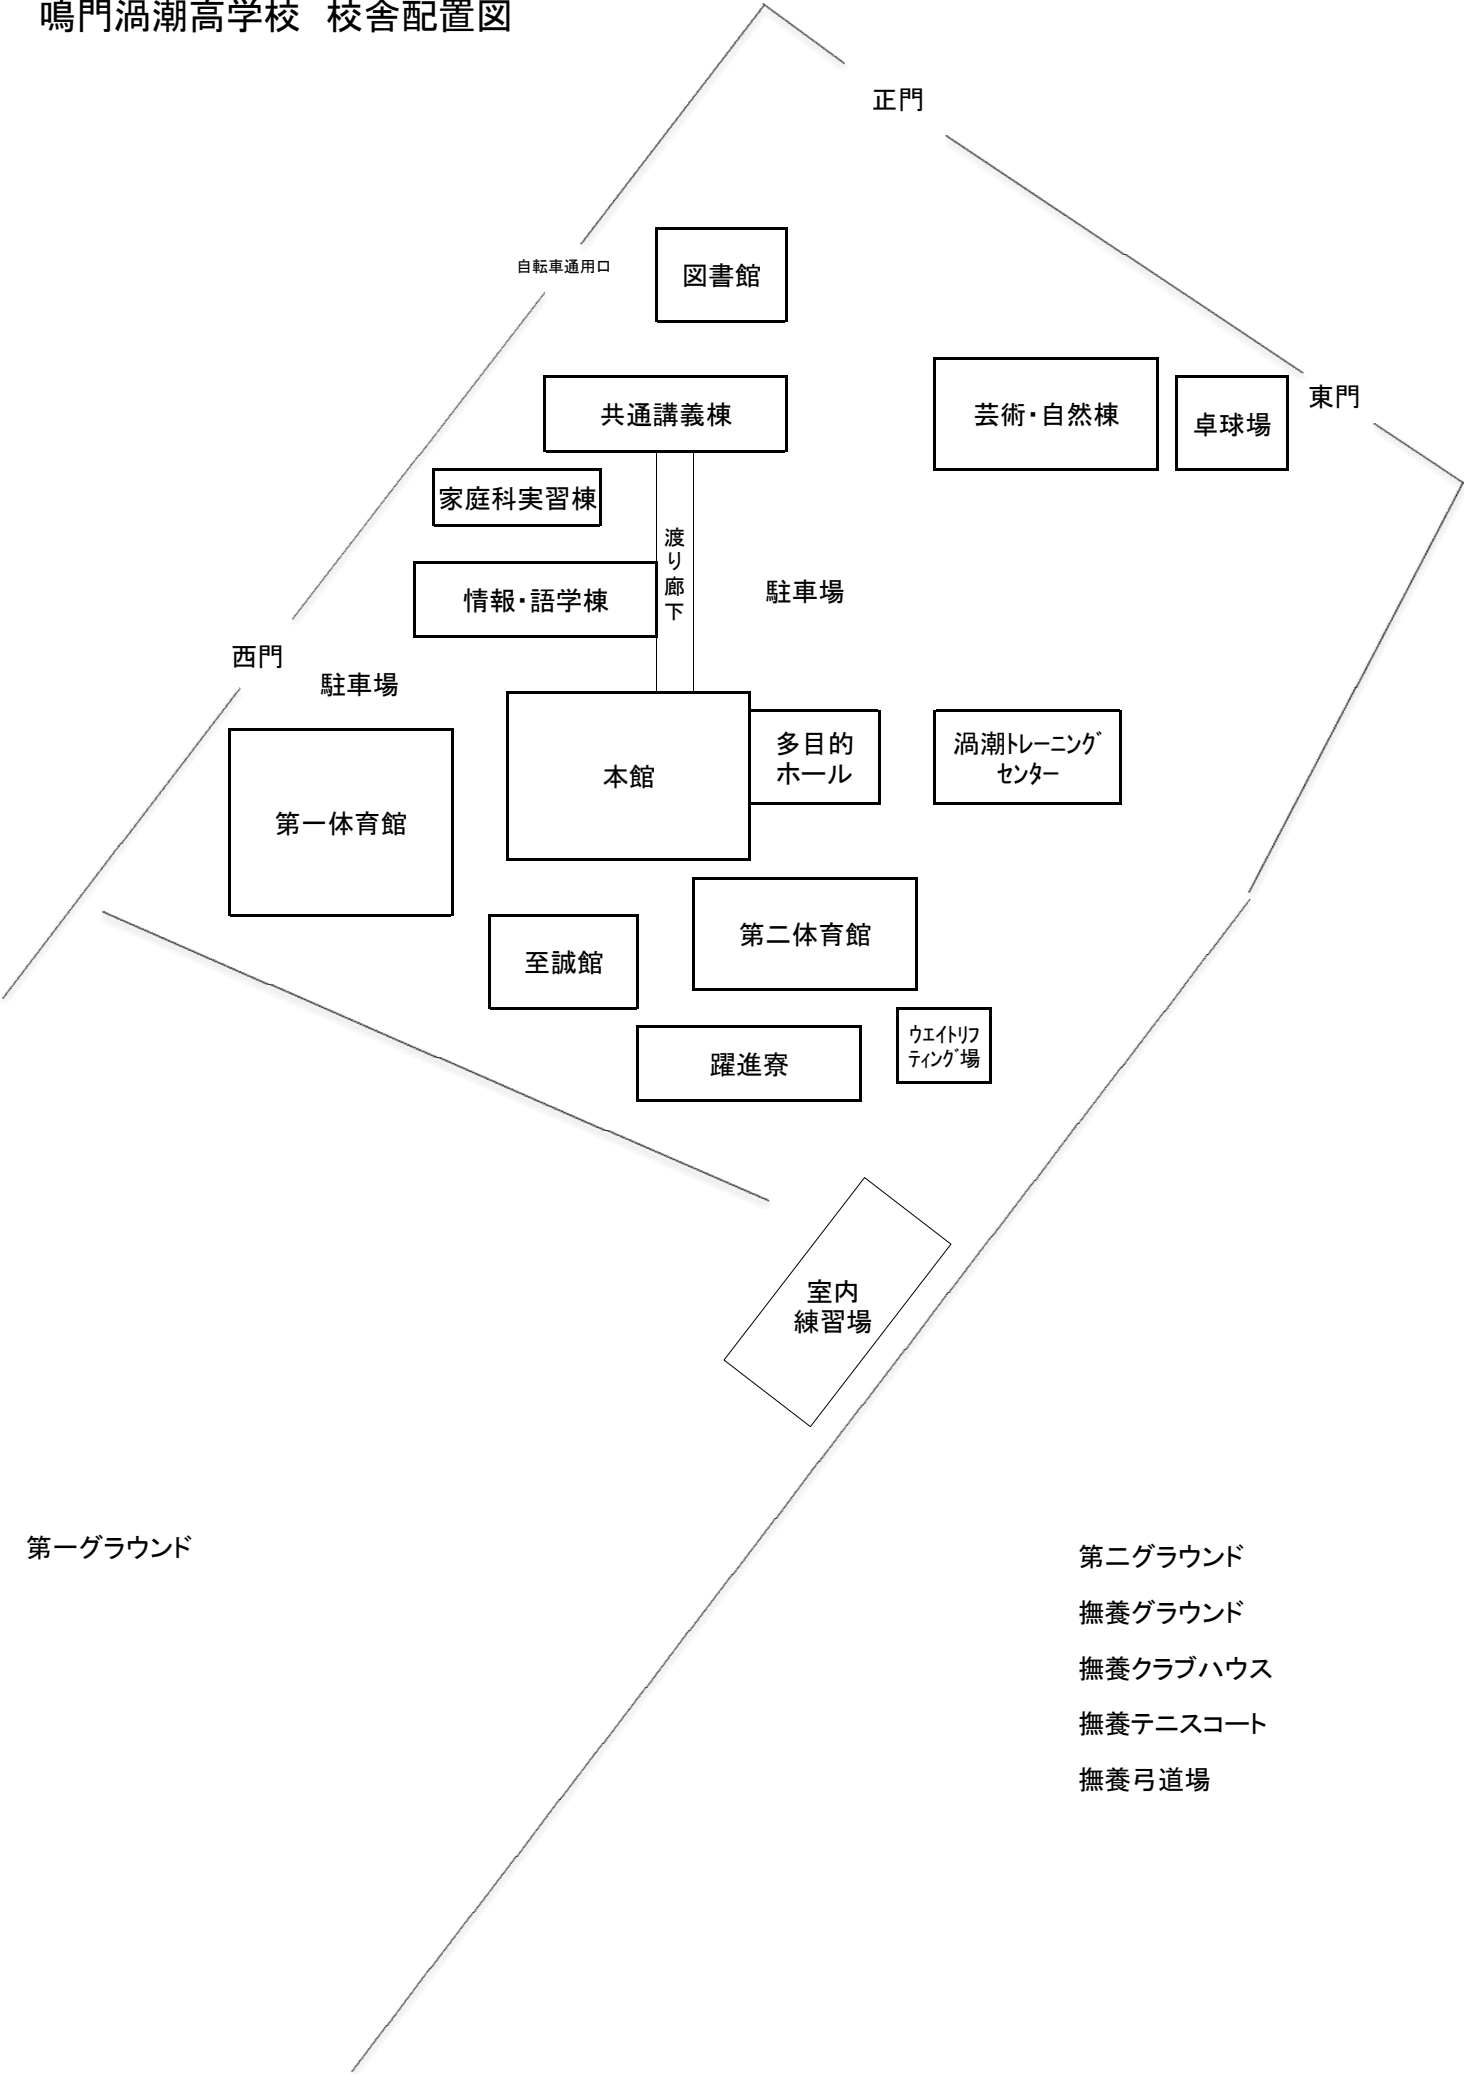 鳴門渦潮高学校　校舎配置図
正門
自転車通用口
図書館
共通講義棟
芸術・自然棟
卓球場
東門
家庭科実習棟
渡り廊下
情報・語学棟
駐車場
西門
駐車場
本館
多目的
ホール
渦潮ﾄﾚｰﾆﾝｸﾞ
ｾﾝﾀｰ
第一体育館
第二体育館
至誠館
ｳｴｲﾄﾘﾌ
ﾃｨﾝｸﾞ場
躍進寮
室内
練習場
第一グラウンド
第二グラウンド
撫養グラウンド
撫養クラブハウス
撫養テニスコート
撫養弓道場